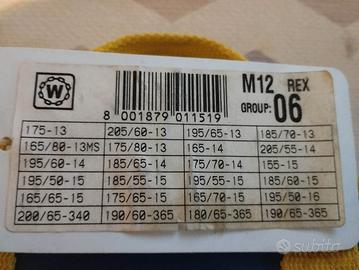 W
M12 REX
GROUP: 06
8 001879 011519
175-13 205/60-13 195/65-13 185/70-13
165/80-13MS 175/80-13 165-14 205/55-14
195/60-14 185/65-14 175/70-14 155-15
195/50-15 185/55-15 195/55-15 185/60-15
165/65-15 175/65-15 165/70-15 195/50-16
200/65-340 190/60-365 180/65-365 190/65-365
subito